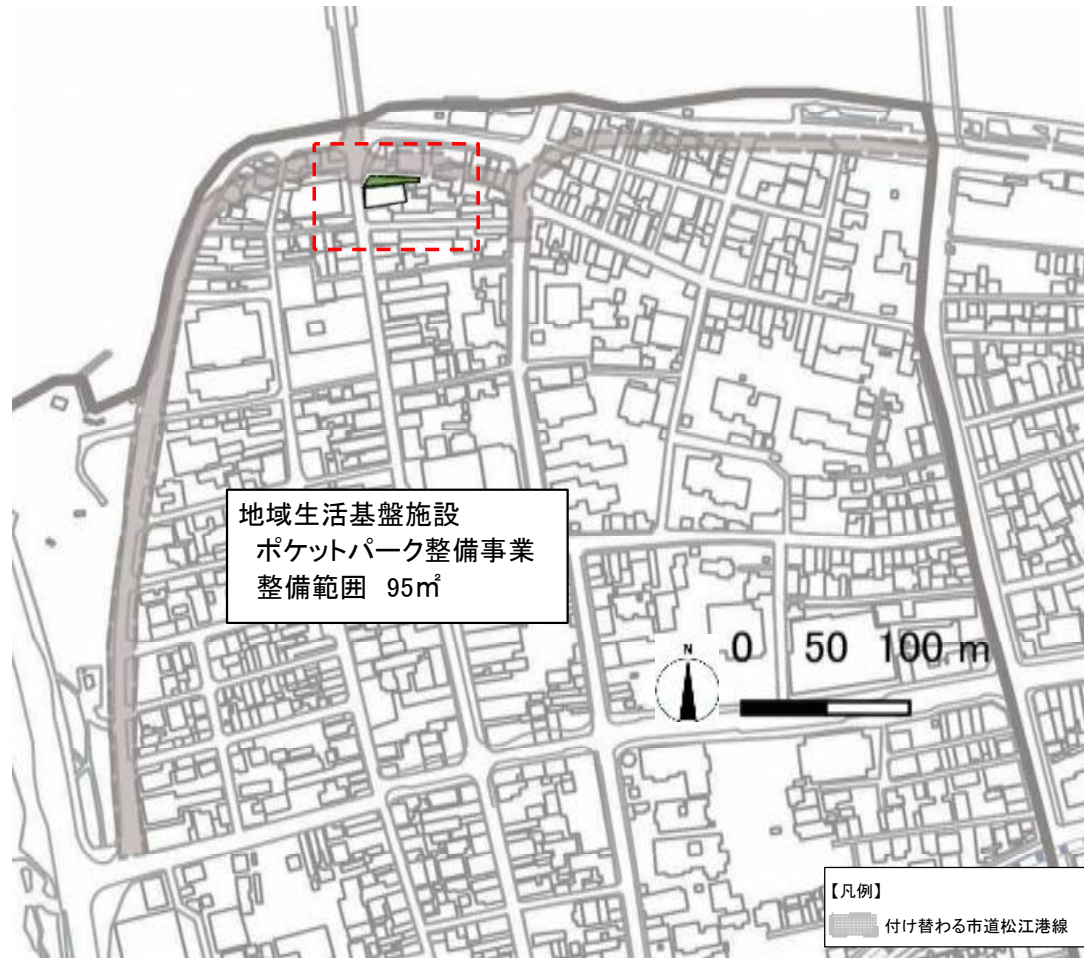 地域生活基盤施設
ポケットパーク整備事業
整備範囲 95㎡
N
0 50 100 m
【凡例】
付け替わる市道松江港線